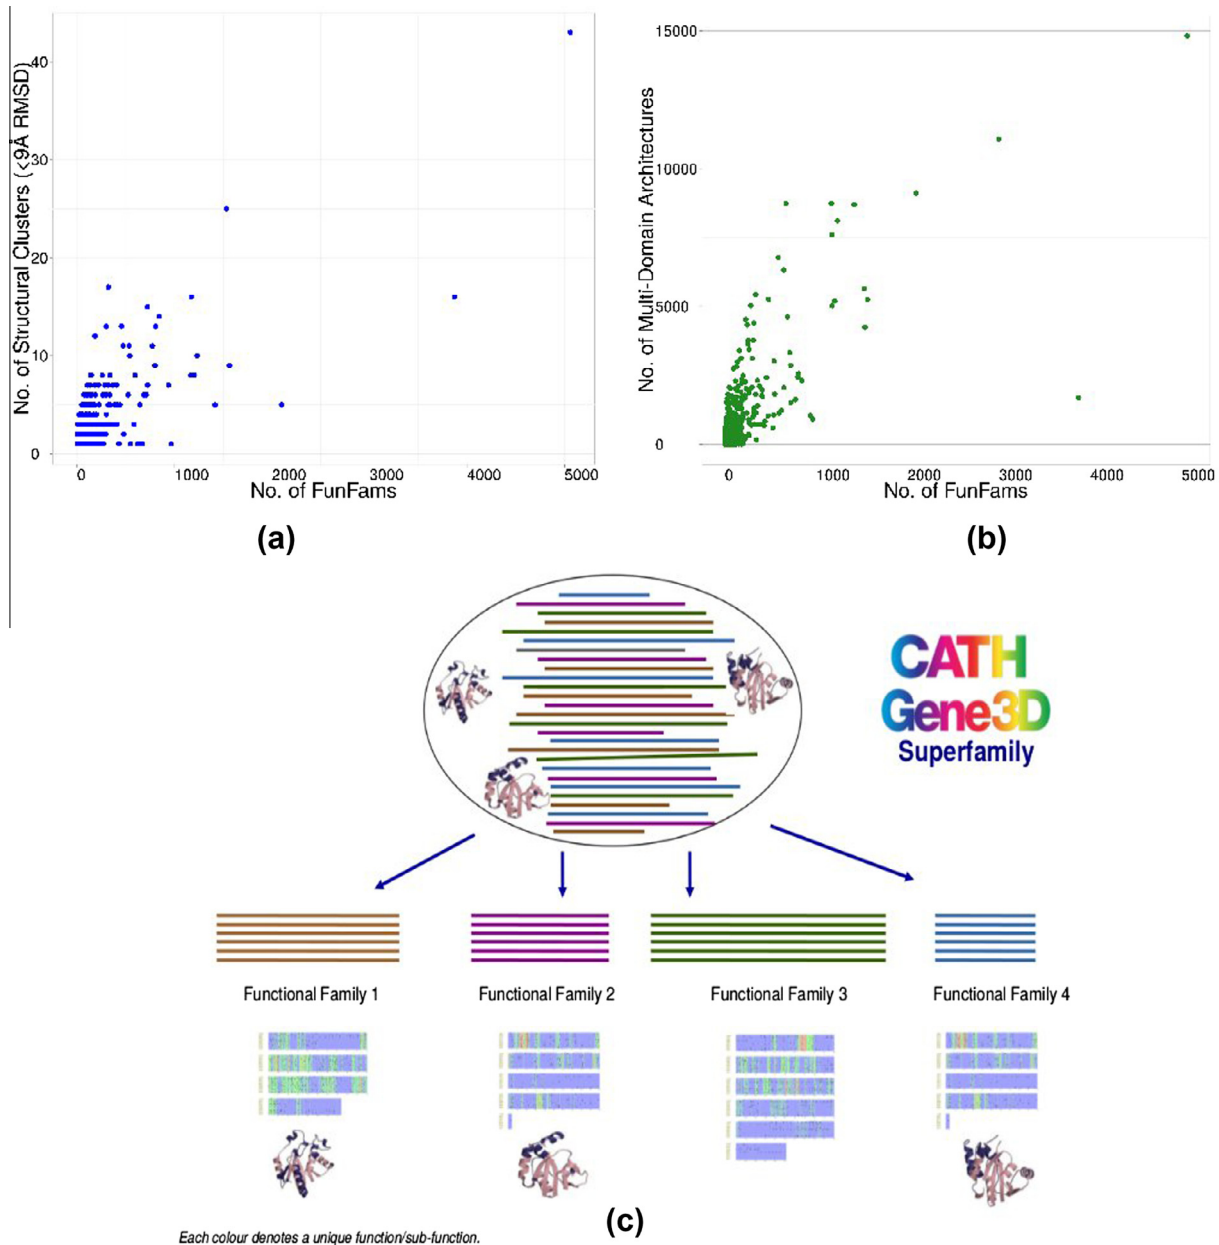 No. of Structural Clusters (<9Å RMSD)
40
30
20
10
0
0 1000 2000 3000 4000 5000
No. of FunFams
(a)
No. of Multi-Domain Architectures
15000
10000
5000
0
0 1000 2000 3000 4000 5000
No. of FunFams
(b)
CATH
Gene3D
Superfamily
Functional Family 1
Functional Family 2
Functional Family 3
Functional Family 4
(c)
Each colour denotes a unique function/sub-function.